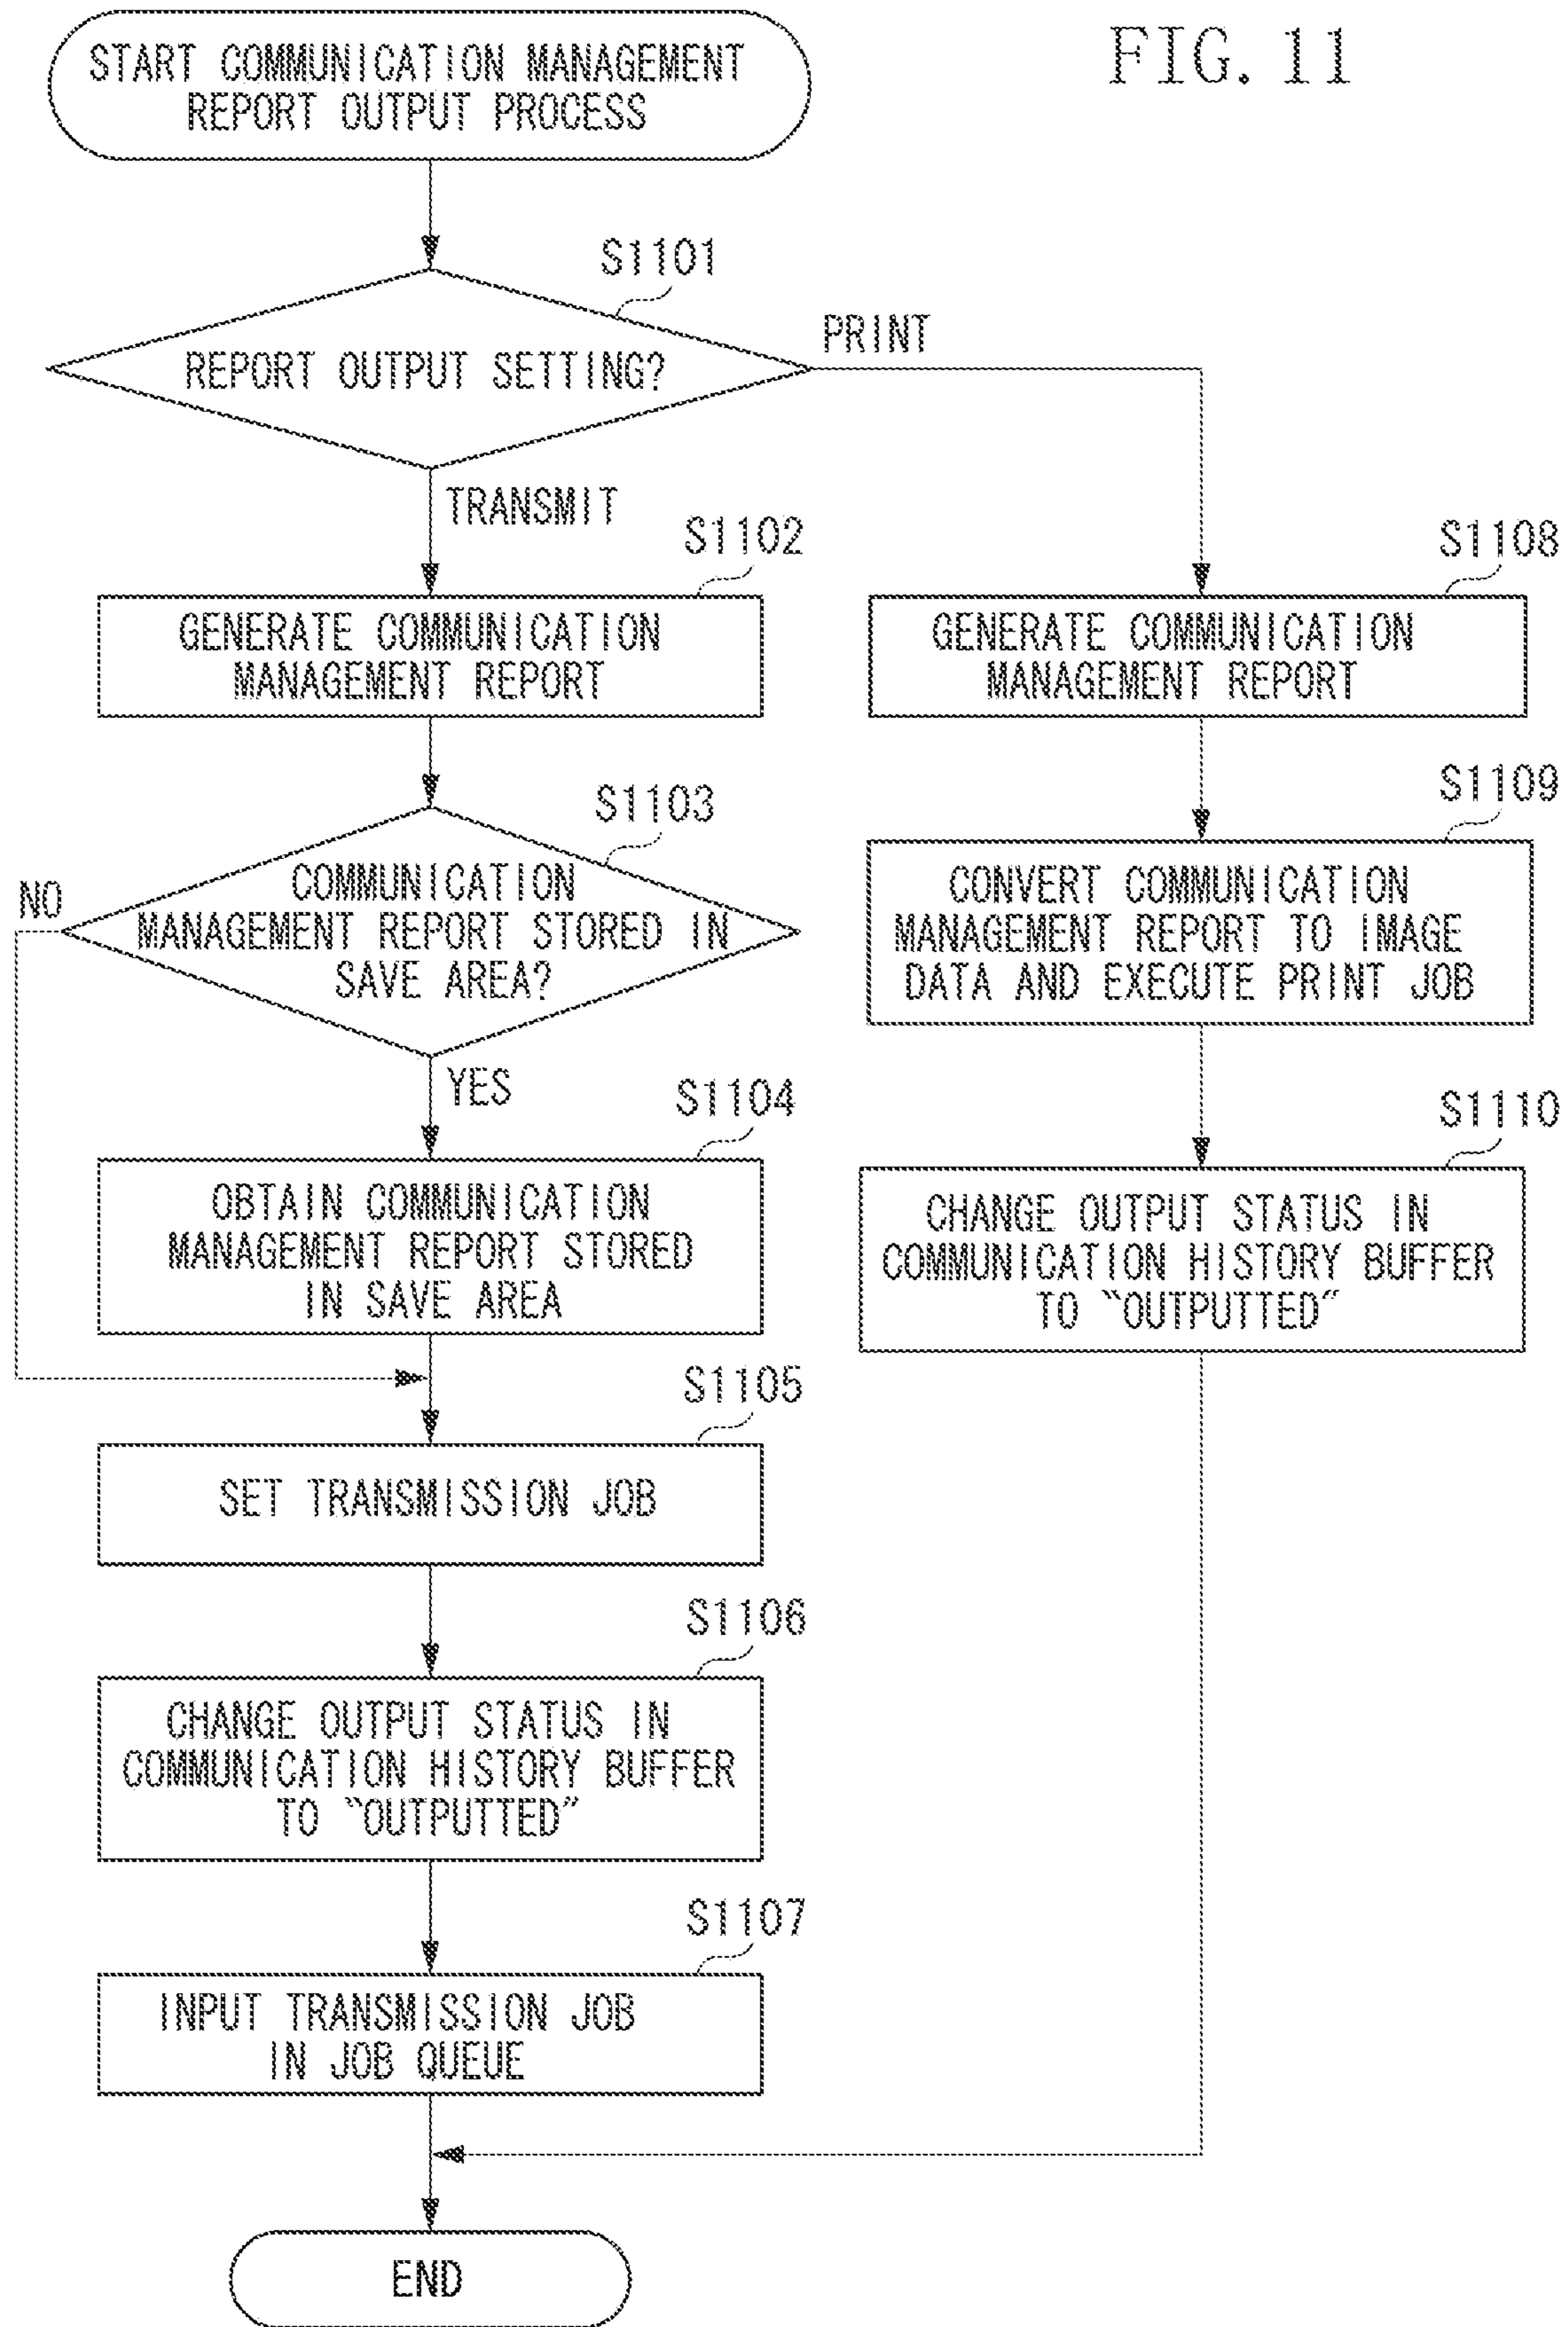 FIG. 11
START COMMUNICATION MANAGEMENT
REPORT OUTPUT PROCESS
S1101
REPORT OUTPUT SETTING?
PRINT
TRANSMIT
S1102
GENERATE COMMUNICATION
MANAGEMENT REPORT
S1103
COMMUNICATION
MANAGEMENT REPORT STORED IN
SAVE AREA?
NO
YES
S1104
OBTAIN COMMUNICATION
MANAGEMENT REPORT STORED
IN SAVE AREA
S1105
SET TRANSMISSION JOB
S1106
CHANGE OUTPUT STATUS IN
COMMUNICATION HISTORY BUFFER
TO “OUTPUTTED”
S1107
INPUT TRANSMISSION JOB
IN JOB QUEUE
S1108
GENERATE COMMUNICATION
MANAGEMENT REPORT
S1109
CONVERT COMMUNICATION
MANAGEMENT REPORT TO IMAGE
DATA AND EXECUTE PRINT JOB
S1110
CHANGE OUTPUT STATUS IN
COMMUNICATION HISTORY BUFFER
TO “OUTPUTTED”
END